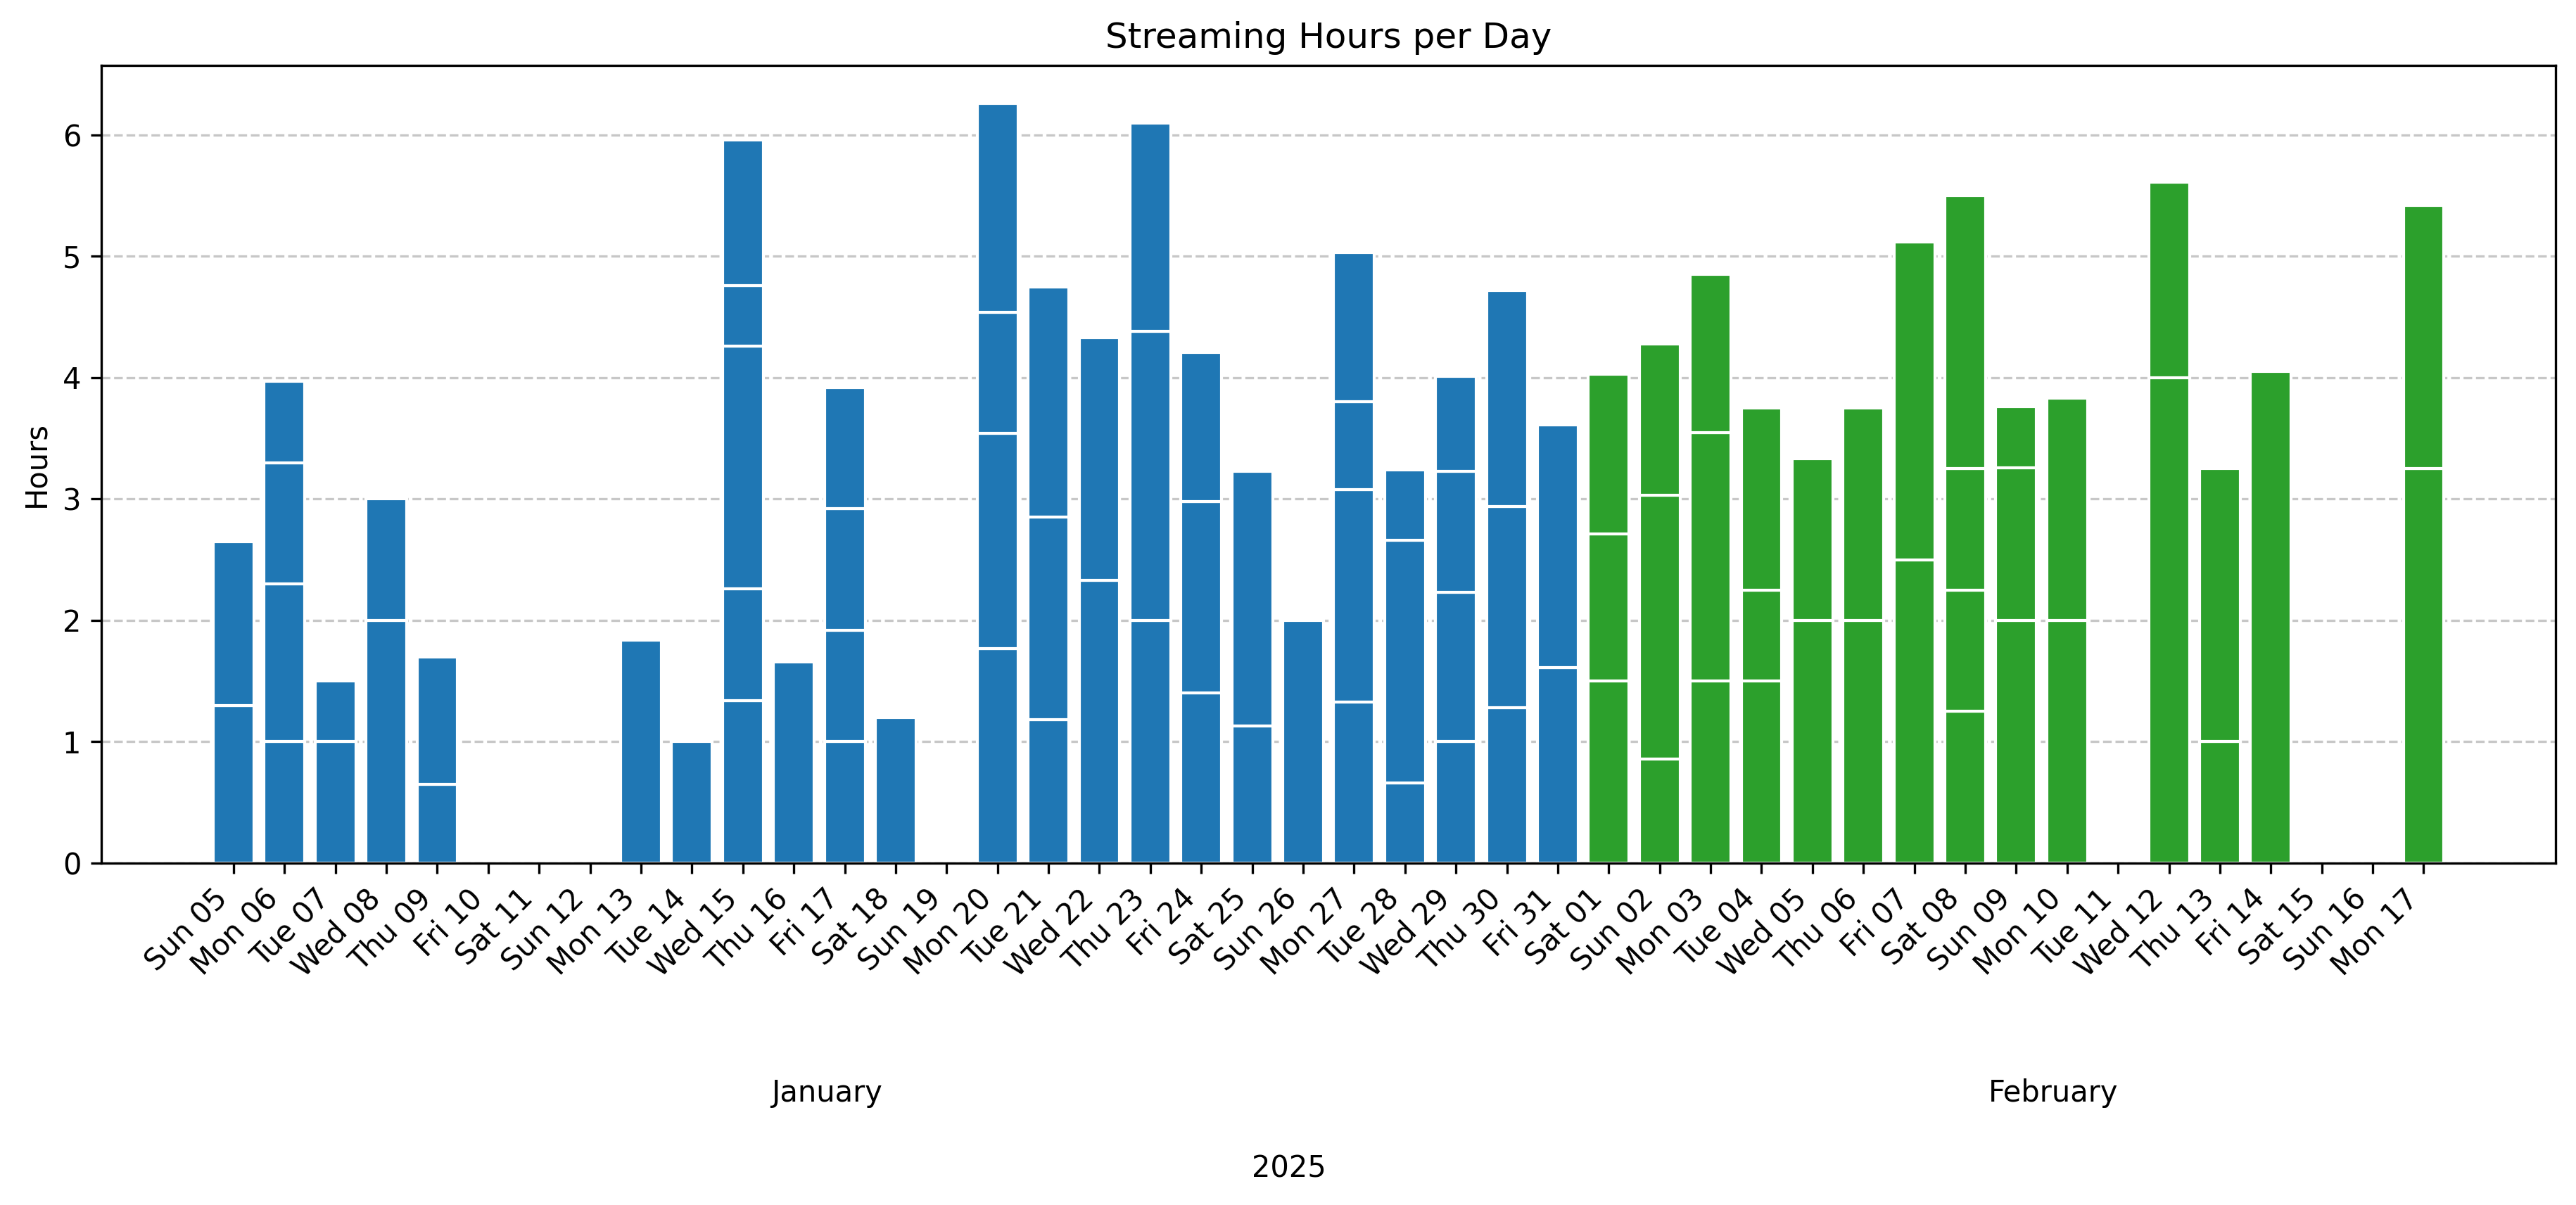 Streaming Hours per Day
Hours
6
5
4
3
2
1
0
Sun 05
Mon 06
Tue 07
Wed 08
Thu 09
Fri 10
Sat 11
Sun 12
Mon 13
Tue 14
Wed 15
Thu 16
Fri 17
Sat 18
Sun 19
Mon 20
Tue 21
Wed 22
Thu 23
Fri 24
Sat 25
Sun 26
Mon 27
Tue 28
Wed 29
Thu 30
Fri 31
Sat 01
Sun 02
Mon 03
Tue 04
Wed 05
Thu 06
Fri 07
Sat 08
Sun 09
Mon 10
Tue 11
Wed 12
Thu 13
Fri 14
Sat 15
Sun 16
Mon 17
January
February
2025